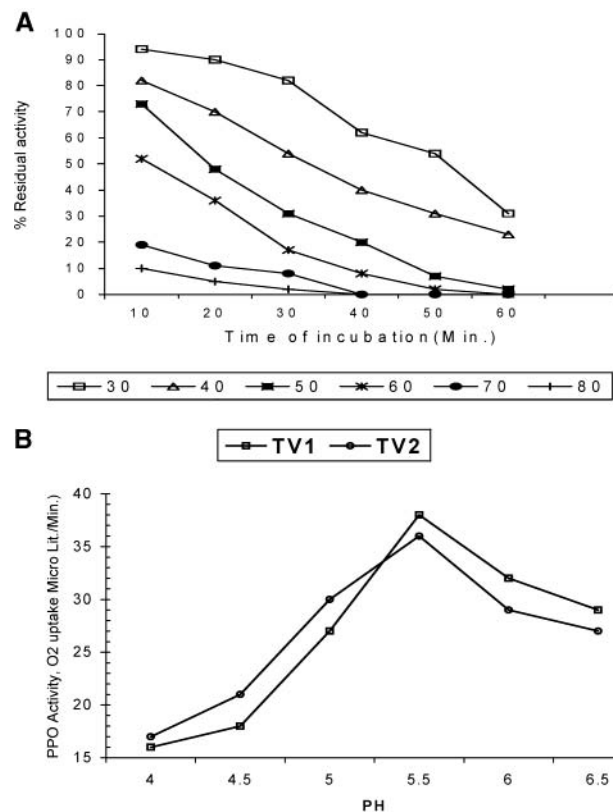 A
100
90
80
70
60
50
40
30
20
10
0
% Residual activity
10 20 30 40 50 60
Time of incubation(Min.)
30 40 50 60 70 80
B
TV1 TV2
40
35
30
25
20
15
PPO Activity, O2 uptake Micro Lit./Min.)
4 4.5 5 5.5 6 6.5
PH